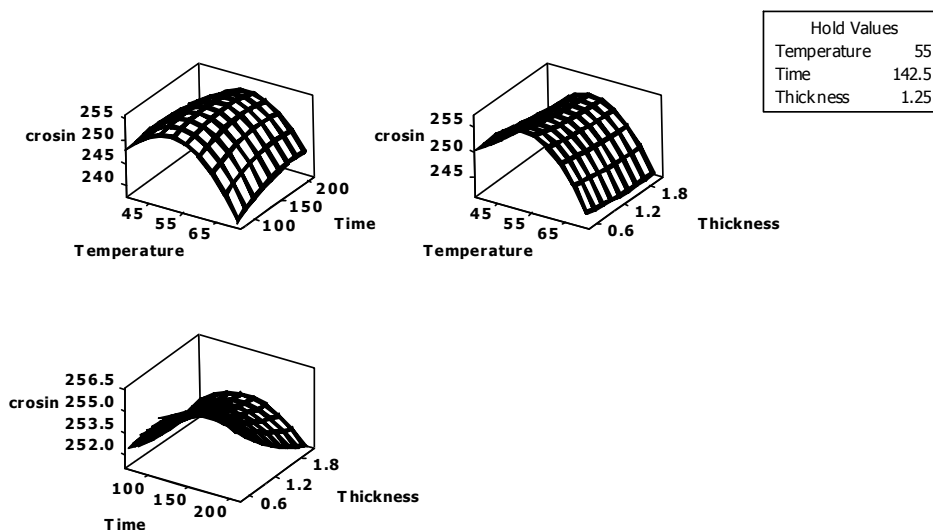 Hold Values
Temperature 55
Time 142.5
Thickness 1.25
255
crosin 250
245
240
45
55
65
Temperature
200
150
100
Time
255
crosin
250
245
45
55
65
Temperature
1.8
1.2
0.6
Thickness
256.5
crosin 255.0
253.5
252.0
100
150
200
Time
1.8
1.2
0.6
Thickness